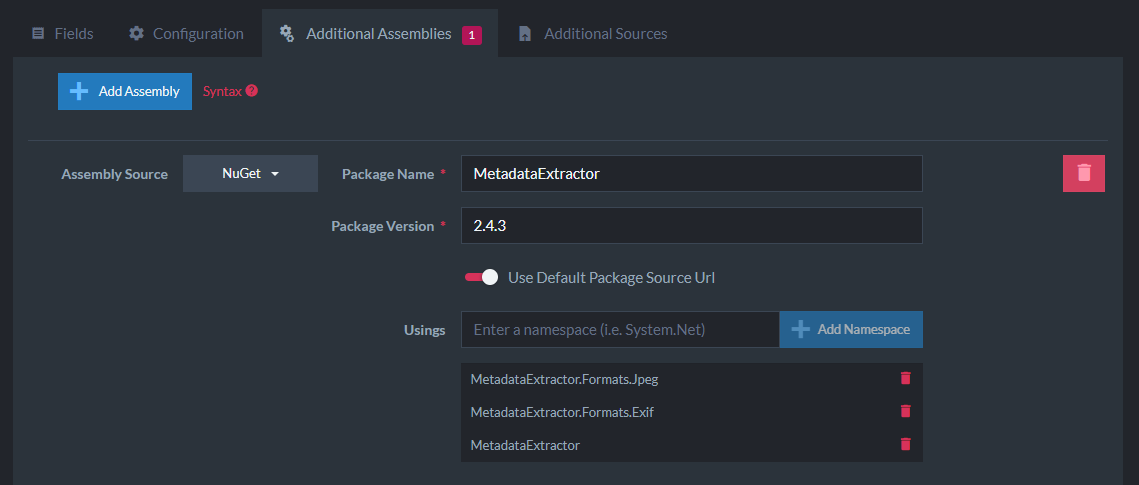 Fields Configuration Additional Assemblies 1 Additional Sources
Add Assembly Syntax ?
Assembly Source NuGet Package Name * MetadataExtractor
Package Version * 2.4.3
Use Default Package Source Url
Usings Enter a namespace (i.e. System.Net) Add Namespace
MetadataExtractor.Formats.Jpeg
MetadataExtractor.Formats.Exif
MetadataExtractor